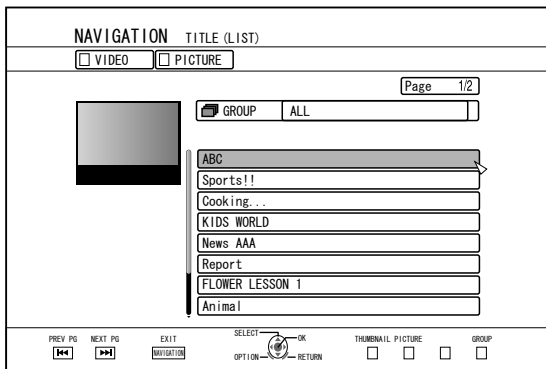 NAVIGATION TITLE (LIST)
VIDEO PICTURE
Page 1/2
GROUP ALL
ABC
Sports!!
Cooking...
KIDS WORLD
News AAA
Report
FLOWER LESSON 1
Animal
PREV PG NEXT PG EXIT SELECT OK THUMBNAIL PICTURE GROUP
NAVIGATION OPTION RETURN